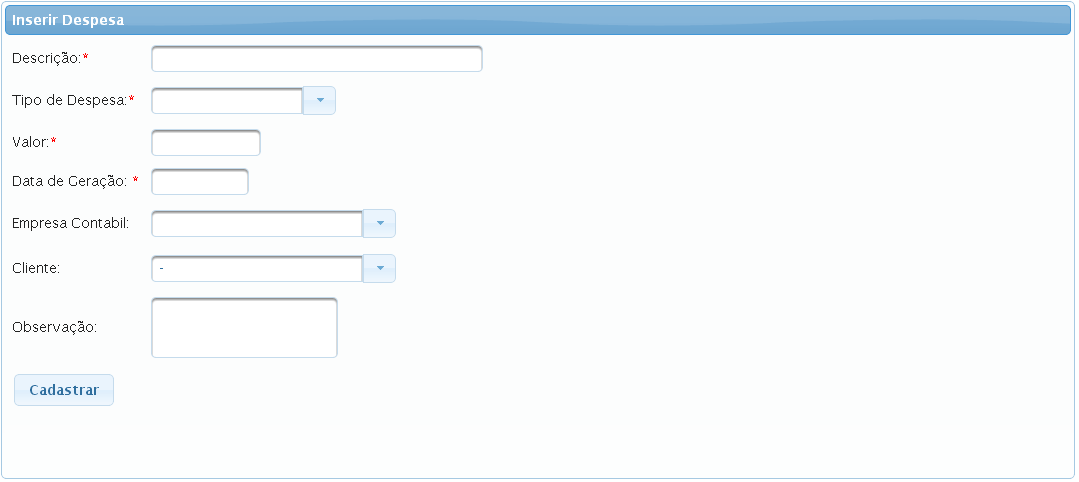 Inserir Despesa
Descrição:*
Tipo de Despesa:*
Valor:*
Data de Geração: *
Empresa Contabil:
Cliente: -
Observação:
Cadastrar